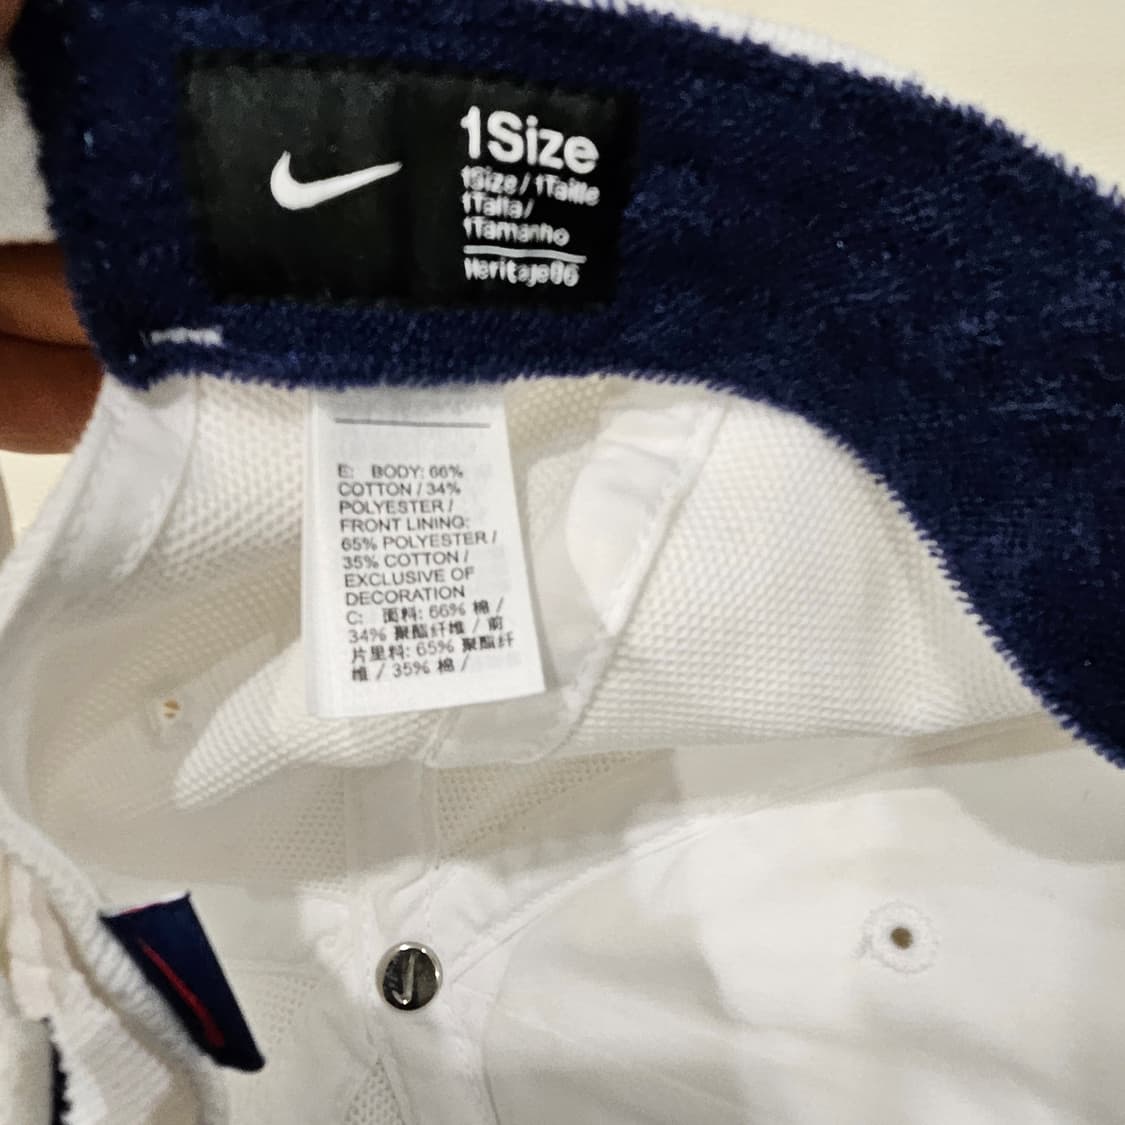 1Size
1Size / 1Taille
1Talla/
1Tamanho
Heritage86
E: BODY: 66%
COTTON / 34%
POLYESTER /
FRONT LINING:
65% POLYESTER /
35% COTTON /
EXCLUSIVE OF
DECORATION
C: 面料: 66% 棉 /
34% 聚酯纤维 / 前
片里料: 65% 聚酯纤
维 / 35% 棉 /